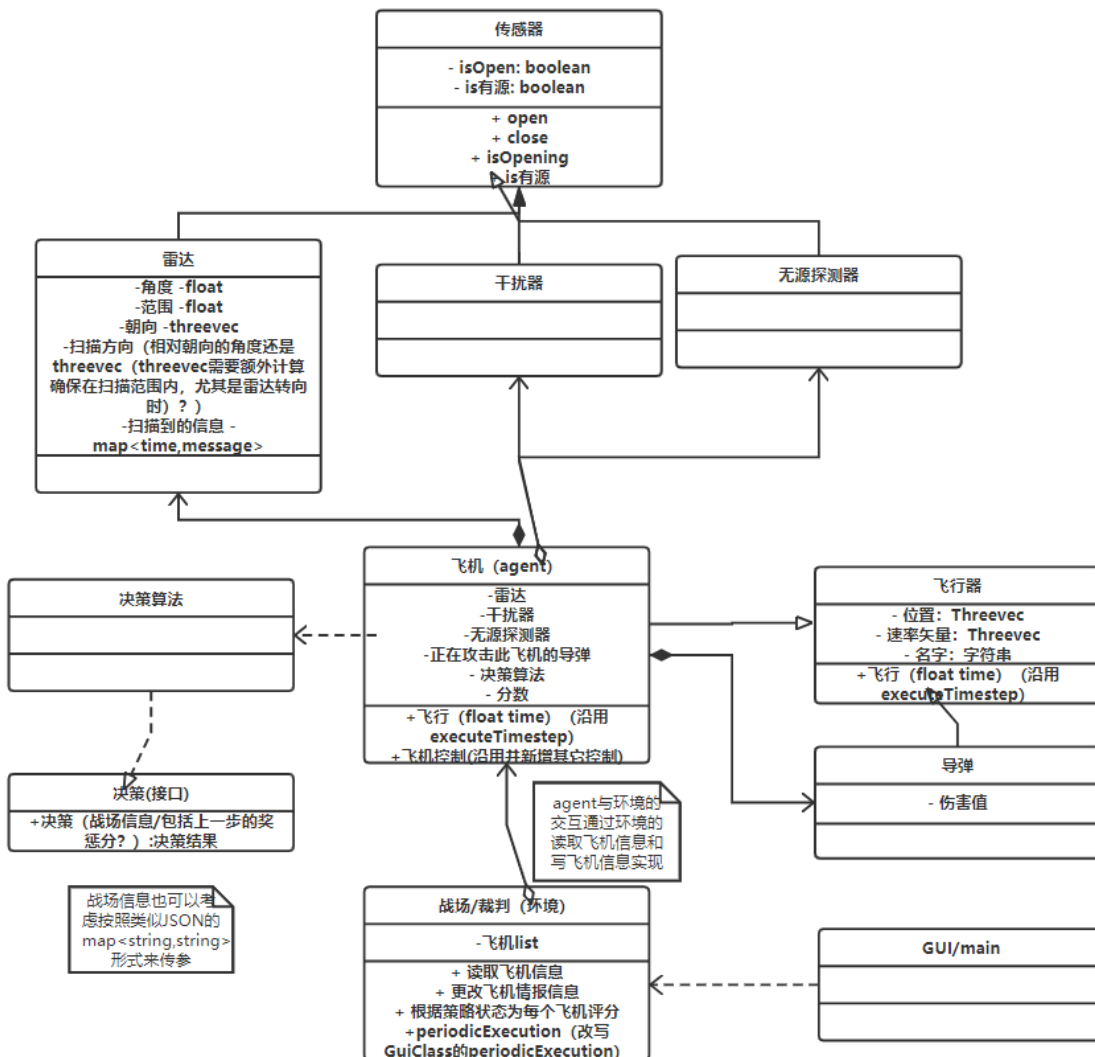 传感器
- isOpen: boolean
- is有源: boolean
+ open
+ close
+ isOpening
+ is有源
雷达
-角度 -float
-范围 -float
-朝向 -threevec
-扫描方向（相对朝向的角度还是
threevec（threevec需要额外计算
确保在扫描范围内，尤其是雷达转向
时）？）
-扫描到的信息 -
map<time,message>
干扰器
无源探测器
决策算法
飞机（agent）
-雷达
-干扰器
-无源探测器
-正在攻击此飞机的导弹
- 决策算法
- 分数
+飞行（float time）（沿用
executeTimestep)
+飞机控制(沿用并新增其它控制)
飞行器
- 位置：Threevec
- 速率矢量：Threevec
- 名字：字符串
+飞行（float time）（沿用
executeTimestep)
决策(接口)
+决策（战场信息/包括上一步的奖
惩分？）:决策结果
导弹
- 伤害值
agent与环境的
交互通过环境的
读取飞机信息和
写飞机信息实现
战场信息也可以考
虑按照类似JSON的
map<string,string>
形式来传参
战场/裁判（环境）
-飞机list
+ 读取飞机信息
+ 更改飞机情报信息
+ 根据策略状态为每个飞机评分
+periodicExecution（改写
GuiClass的periodicExecution)
GUI/main